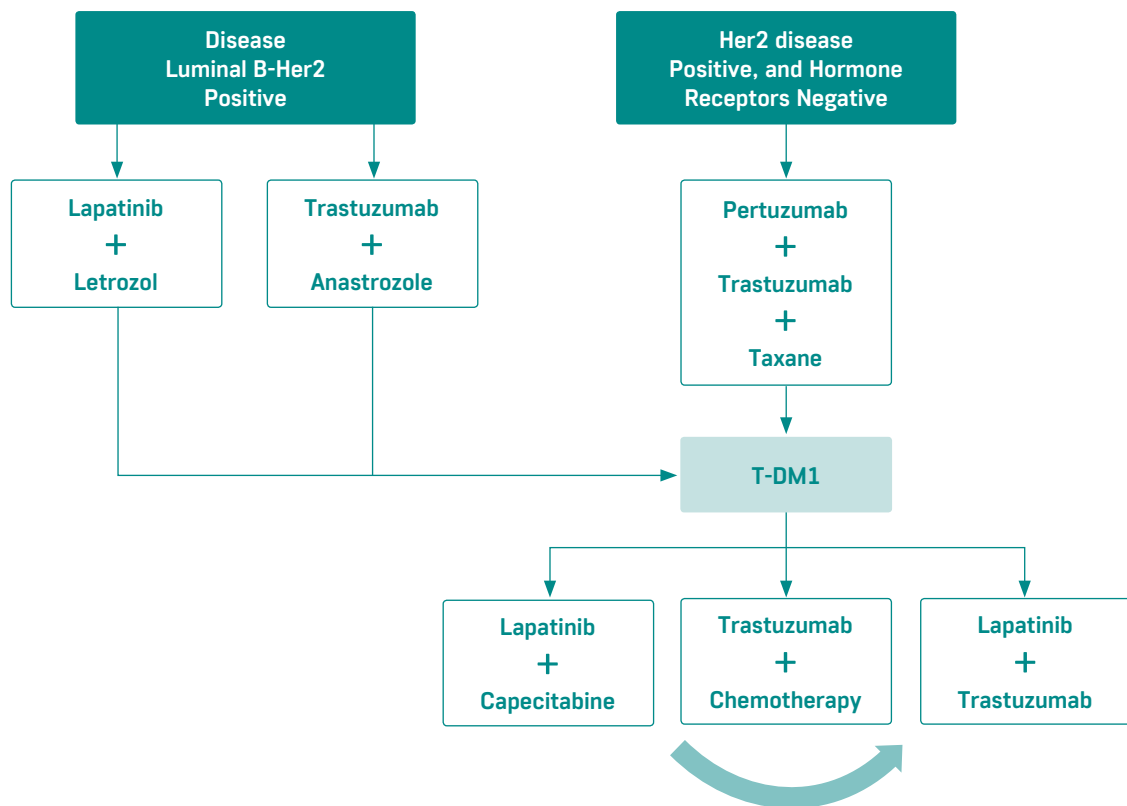 Disease
Luminal B-Her2
Positive
Her2 disease
Positive, and Hormone
Receptors Negative
Lapatinib
+
Letrozol
Trastuzumab
+
Anastrozole
Pertuzumab
+
Trastuzumab
+
Taxane
T-DM1
Lapatinib
+
Capecitabine
Trastuzumab
+
Chemotherapy
Lapatinib
+
Trastuzumab